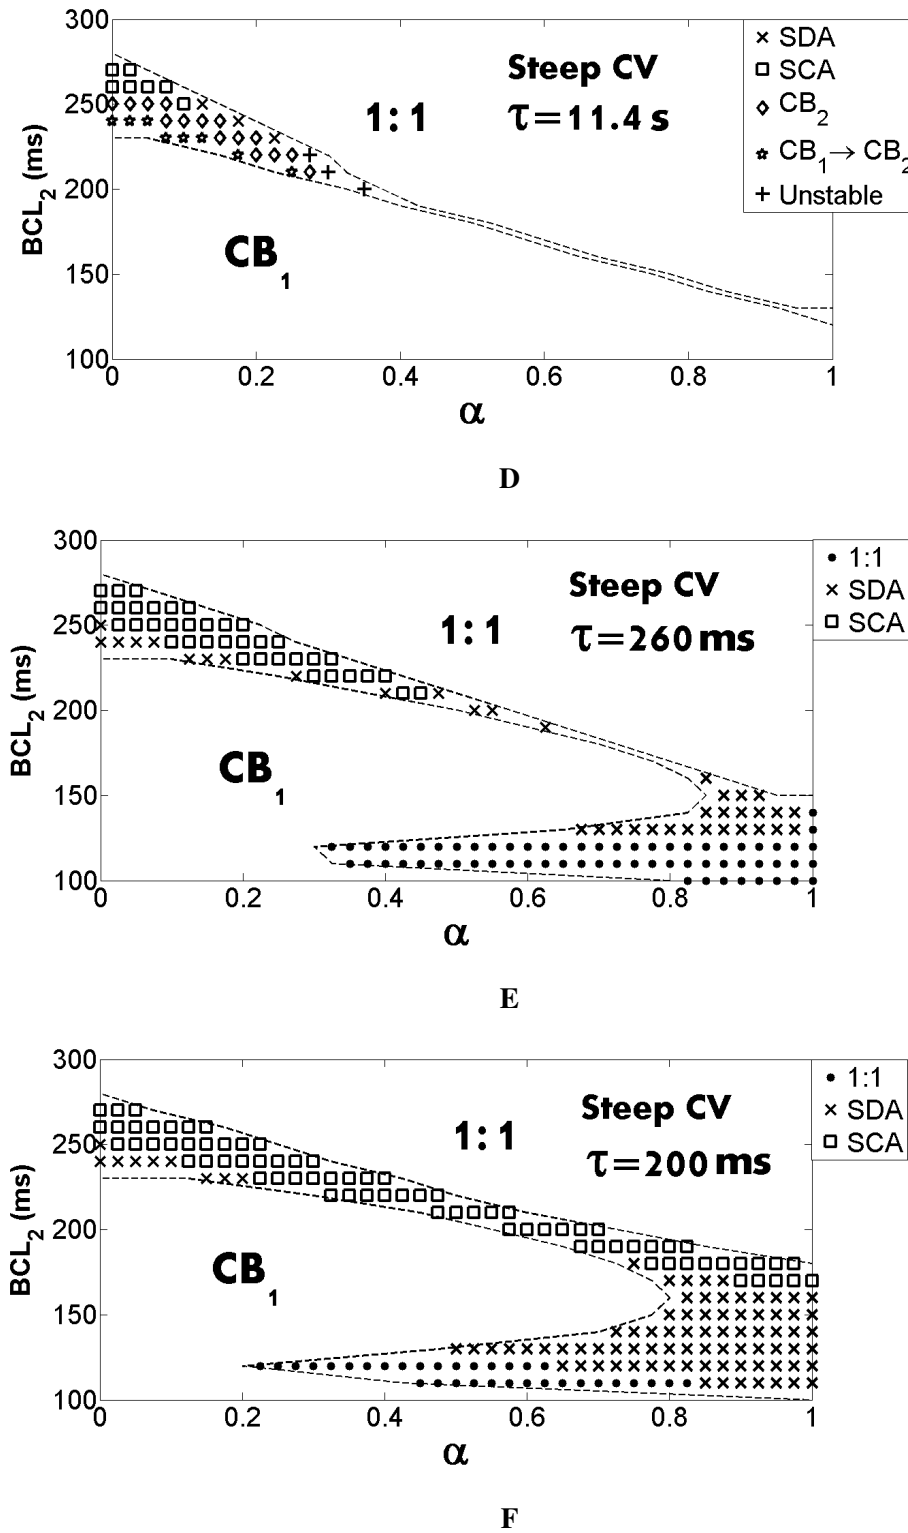 300
250
200
150
100
BCL2 (ms)
Steep CV
1:1
τ=11.4 s
CB1
× SDA
□ SCA
◇ CB2
☆ CB1→ CB2
+ Unstable
0 0.2 0.4 0.6 0.8 1
α
D
300
250
200
150
100
BCL2 (ms)
Steep CV
1:1
τ=260 ms
CB1
• 1:1
× SDA
□ SCA
0 0.2 0.4 0.6 0.8 1
α
E
300
250
200
150
100
BCL2 (ms)
Steep CV
1:1
τ=200 ms
CB1
• 1:1
× SDA
□ SCA
0 0.2 0.4 0.6 0.8 1
α
F